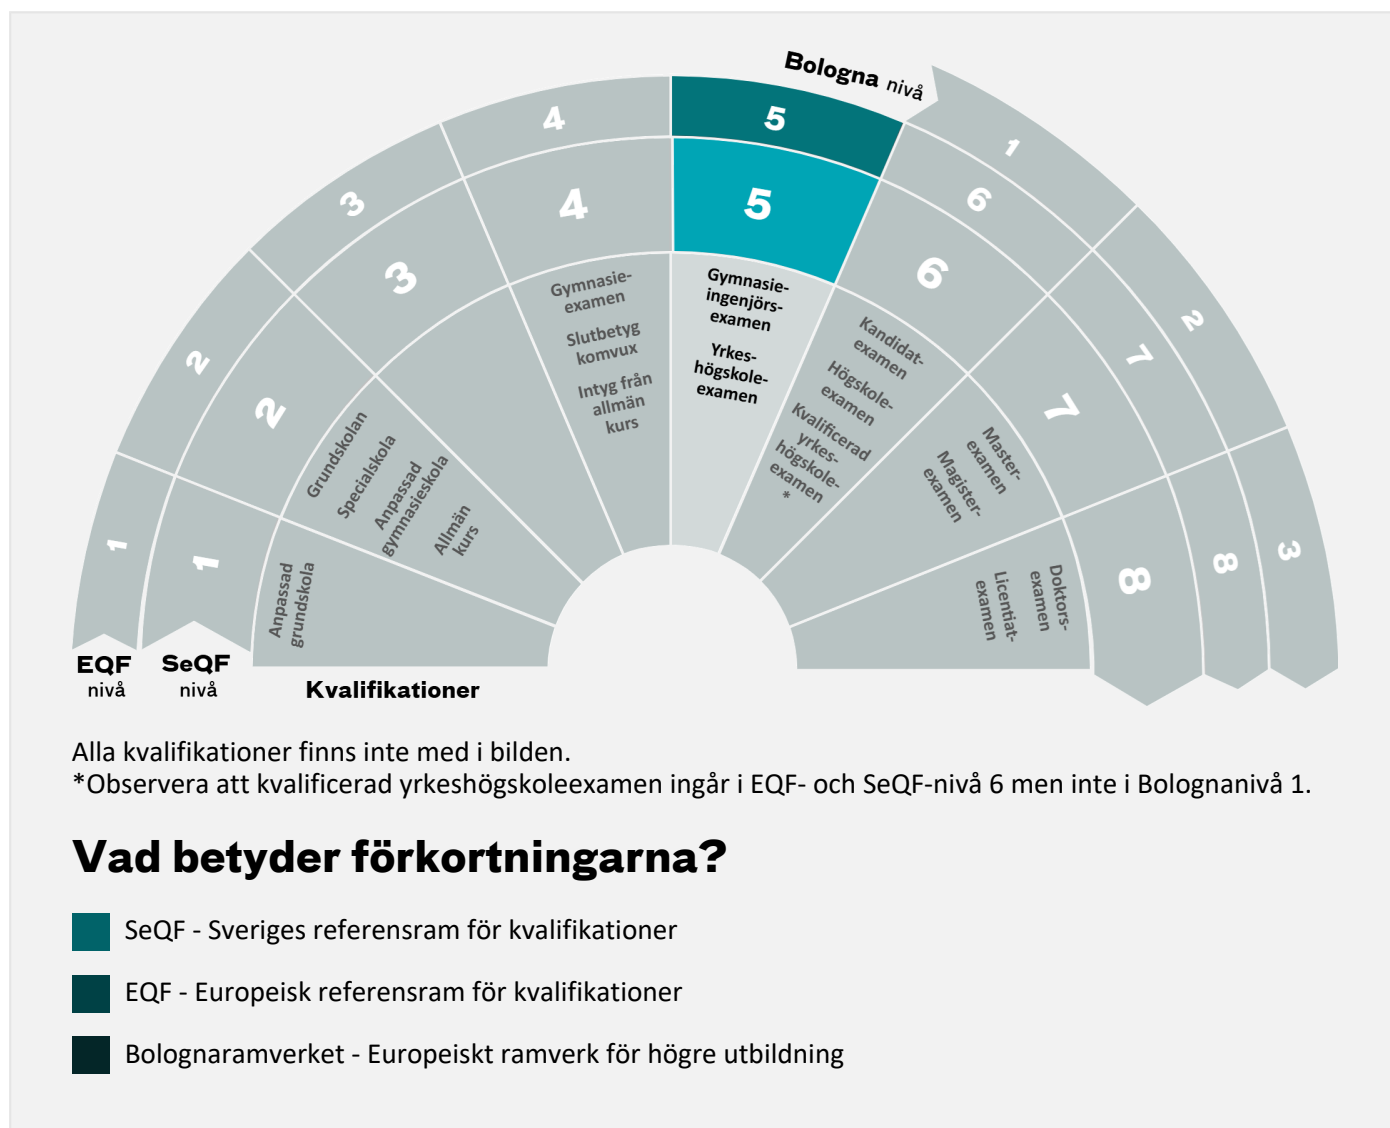 Bologna nivå
1
2
3
1
2
3
4
5
6
7
8
1
2
3
4
5
6
7
8
Anpassad
grundskola
Grundskolan
Specialskola
Anpassad
gymnasieskola
Allmän
kurs
Gymnasie-
examen
Slutbetyg
komvux
Intyg från
allmän
kurs
Gymnasie-
ingenjörs-
examen
Yrkes-
högskole-
examen
Kandidat-
examen
Högskole-
examen
Kvalificerad
yrkes-
högskole-
examen
*
Master-
examen
Magister-
examen
Doktors-
examen
Licentiat-
examen
EQF
nivå
SeQF
nivå
Kvalifikationer
Alla kvalifikationer finns inte med i bilden.
*Observera att kvalificerad yrkeshögskoleexamen ingår i EQF- och SeQF-nivå 6 men inte i Bolognanivå 1.
Vad betyder förkortningarna?
SeQF - Sveriges referensram för kvalifikationer
EQF - Europeisk referensram för kvalifikationer
Bolognaramverket - Europeiskt ramverk för högre utbildning